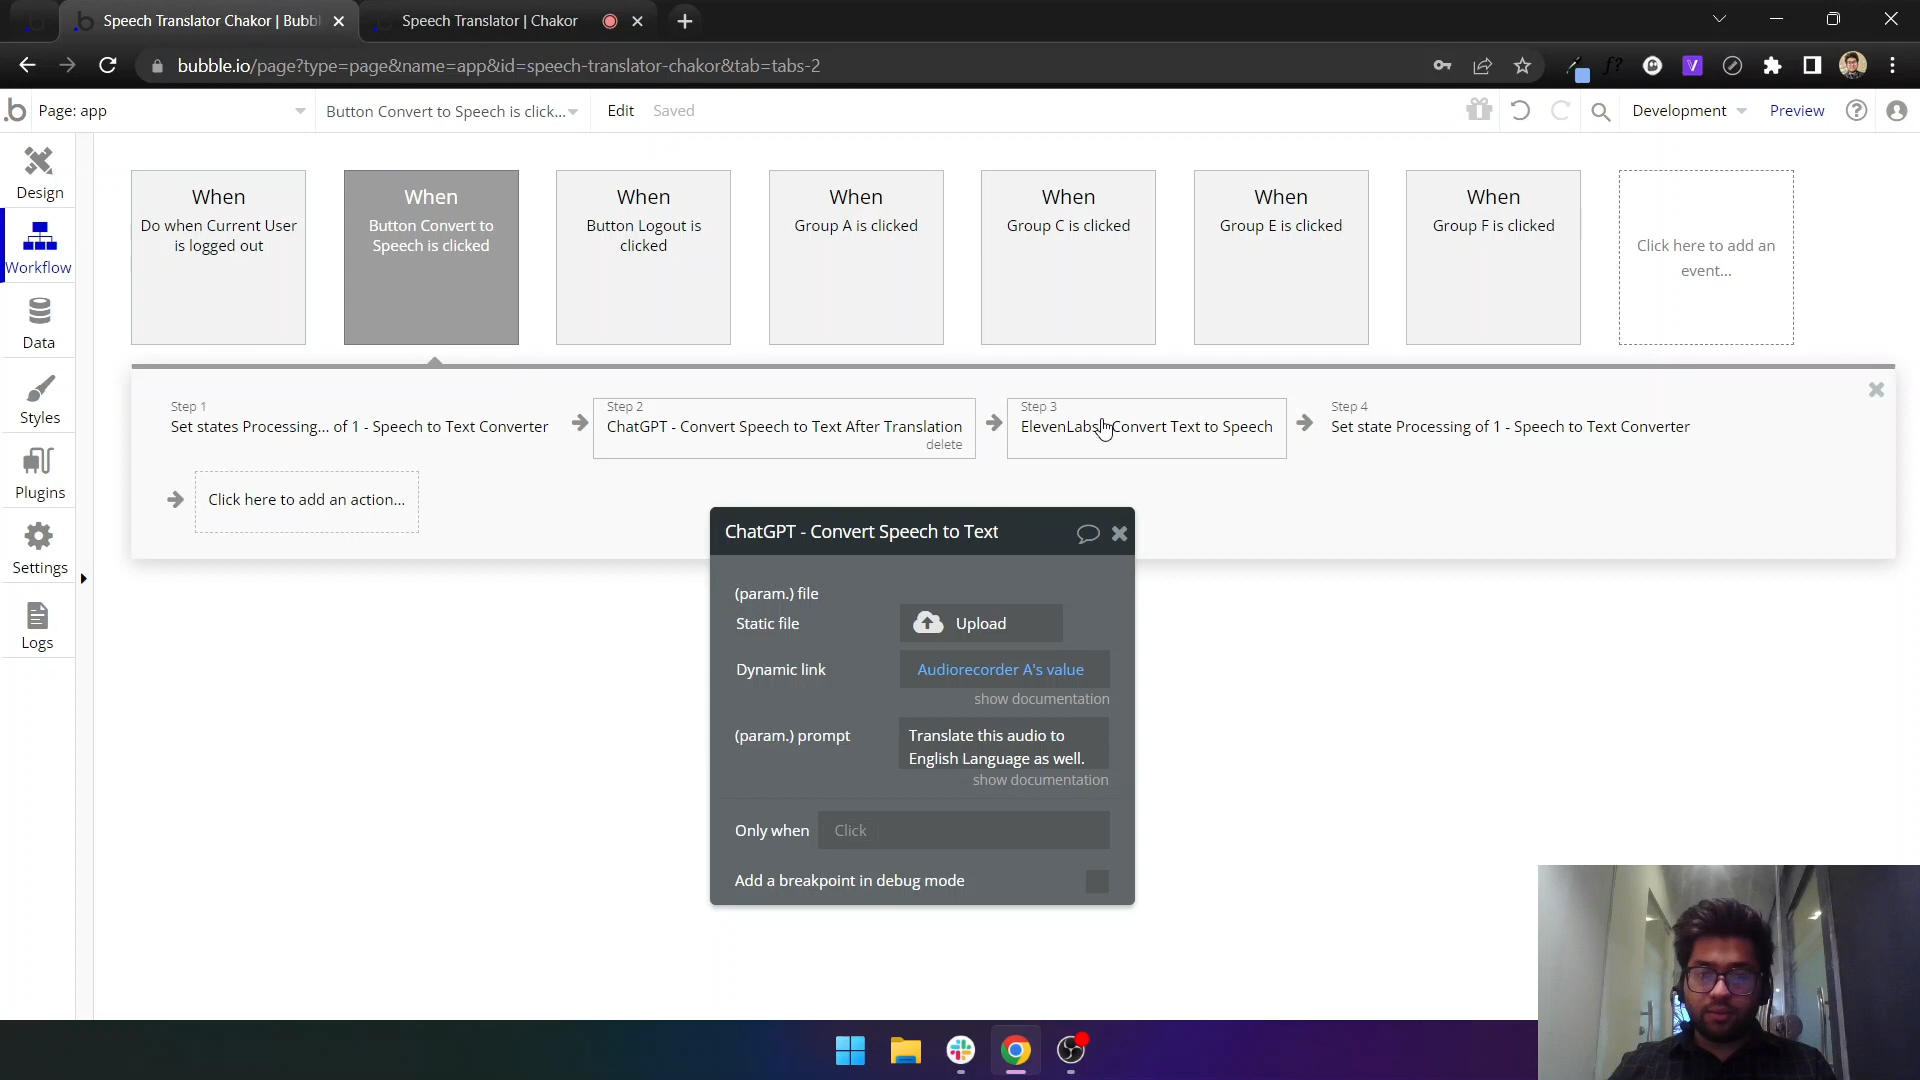 Speech Translator Chakor | Bubbl
Speech Translator | Chakor
bubble.io/page?type=page&name=app&id=speech-translator-chakor&tab=tabs-2
Page: app
Button Convert to Speech is click...
Edit
Saved
Development
Preview
Design
Workflow
Data
Styles
Plugins
Settings
Logs
When
Do when Current User
is logged out
When
Button Convert to
Speech is clicked
When
Button Logout is
clicked
When
Group A is clicked
When
Group C is clicked
When
Group E is clicked
When
Group F is clicked
Click here to add an
event...
Step 1
Set states Processing... of 1 - Speech to Text Converter
Step 2
ChatGPT - Convert Speech to Text After Translation
delete
Step 3
ElevenLabs - Convert Text to Speech
Step 4
Set state Processing of 1 - Speech to Text Converter
Click here to add an action...
ChatGPT - Convert Speech to Text
(param.) file
Static file
Upload
Dynamic link
Audiorecorder A's value
show documentation
(param.) prompt
Translate this audio to
English Language as well.
show documentation
Only when
Click
Add a breakpoint in debug mode